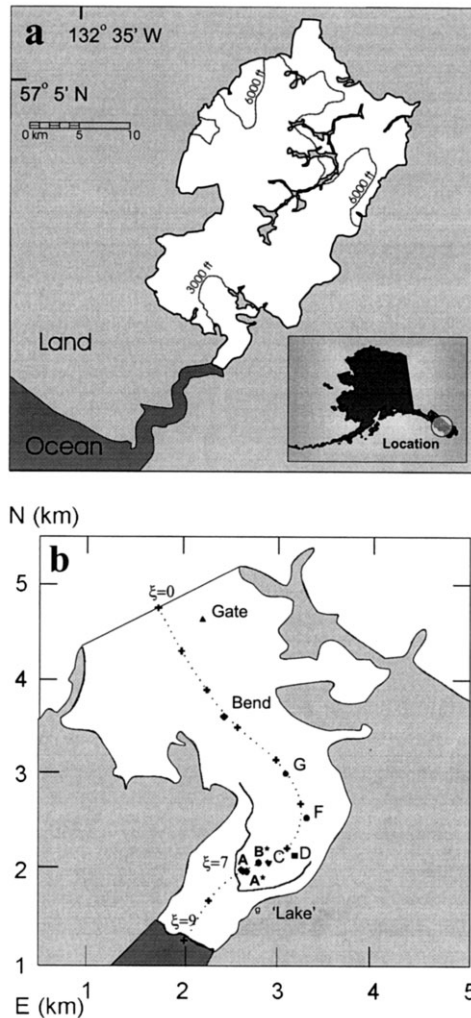 a
132° 35' W
57° 5' N
0 km 5 10
6000 ft
6000 ft
3000 ft
Land
Ocean
Location
N (km)
b
5
4
3
2
1
ξ=0
Gate
Bend
G
F
A B* C D
A*
ξ=7
g 'Lake'
ξ=9
1 2 3 4 5
E (km)